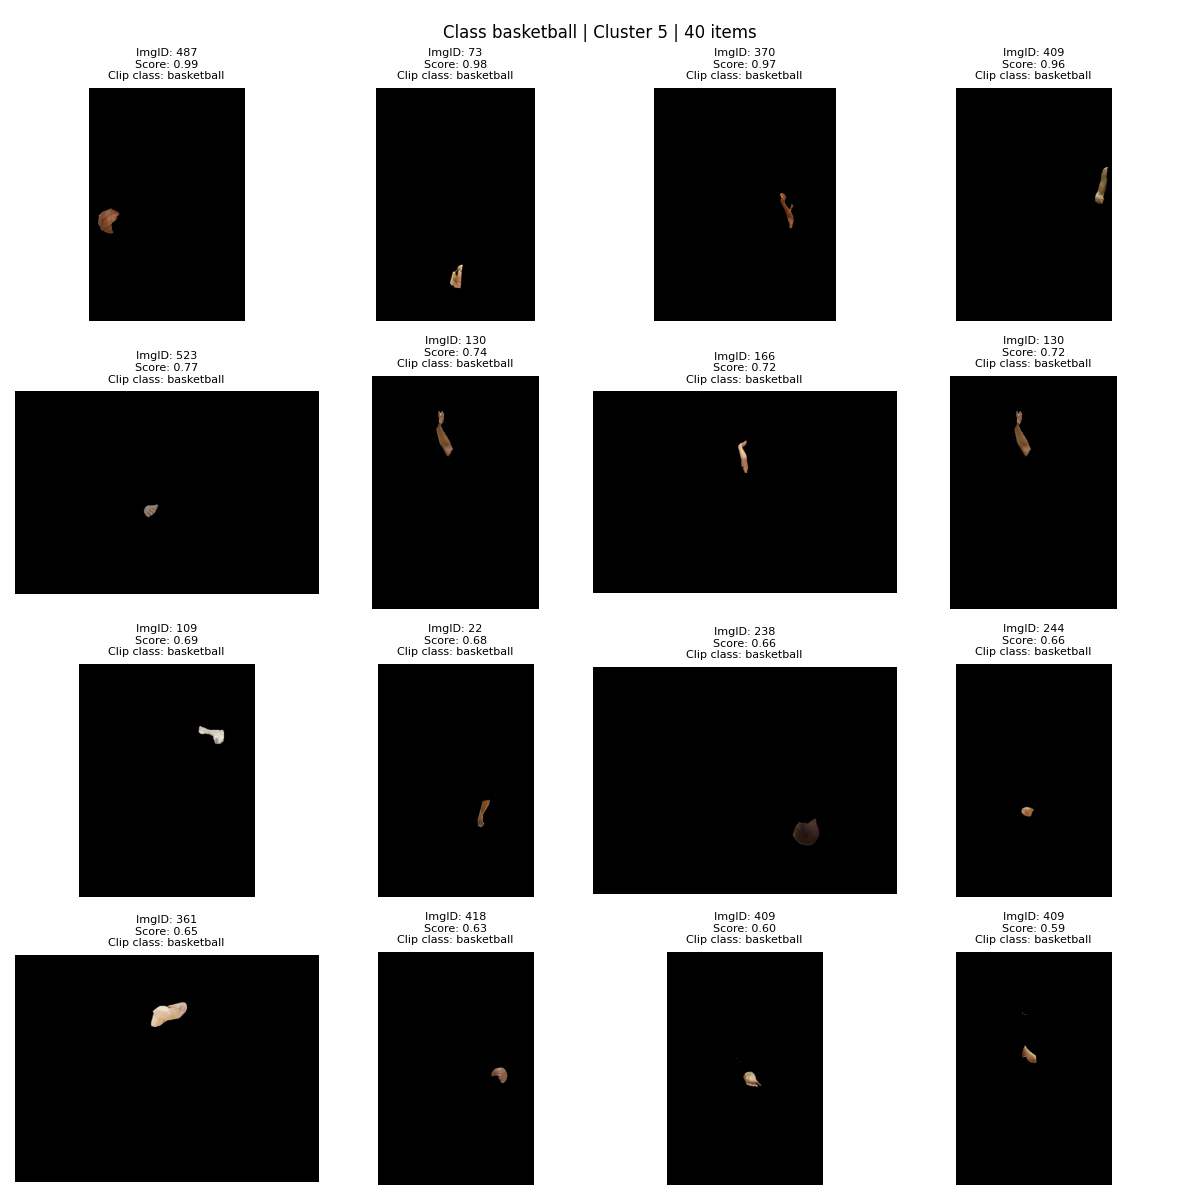 Class basketball | Cluster 5 | 40 items
ImgID: 487
Score: 0.99
Clip class: basketball
ImgID: 73
Score: 0.98
Clip class: basketball
ImgID: 370
Score: 0.97
Clip class: basketball
ImgID: 409
Score: 0.96
Clip class: basketball
ImgID: 523
Score: 0.77
Clip class: basketball
ImgID: 130
Score: 0.74
Clip class: basketball
ImgID: 166
Score: 0.72
Clip class: basketball
ImgID: 130
Score: 0.72
Clip class: basketball
ImgID: 109
Score: 0.69
Clip class: basketball
ImgID: 22
Score: 0.68
Clip class: basketball
ImgID: 238
Score: 0.66
Clip class: basketball
ImgID: 244
Score: 0.66
Clip class: basketball
ImgID: 361
Score: 0.65
Clip class: basketball
ImgID: 418
Score: 0.63
Clip class: basketball
ImgID: 409
Score: 0.60
Clip class: basketball
ImgID: 409
Score: 0.59
Clip class: basketball